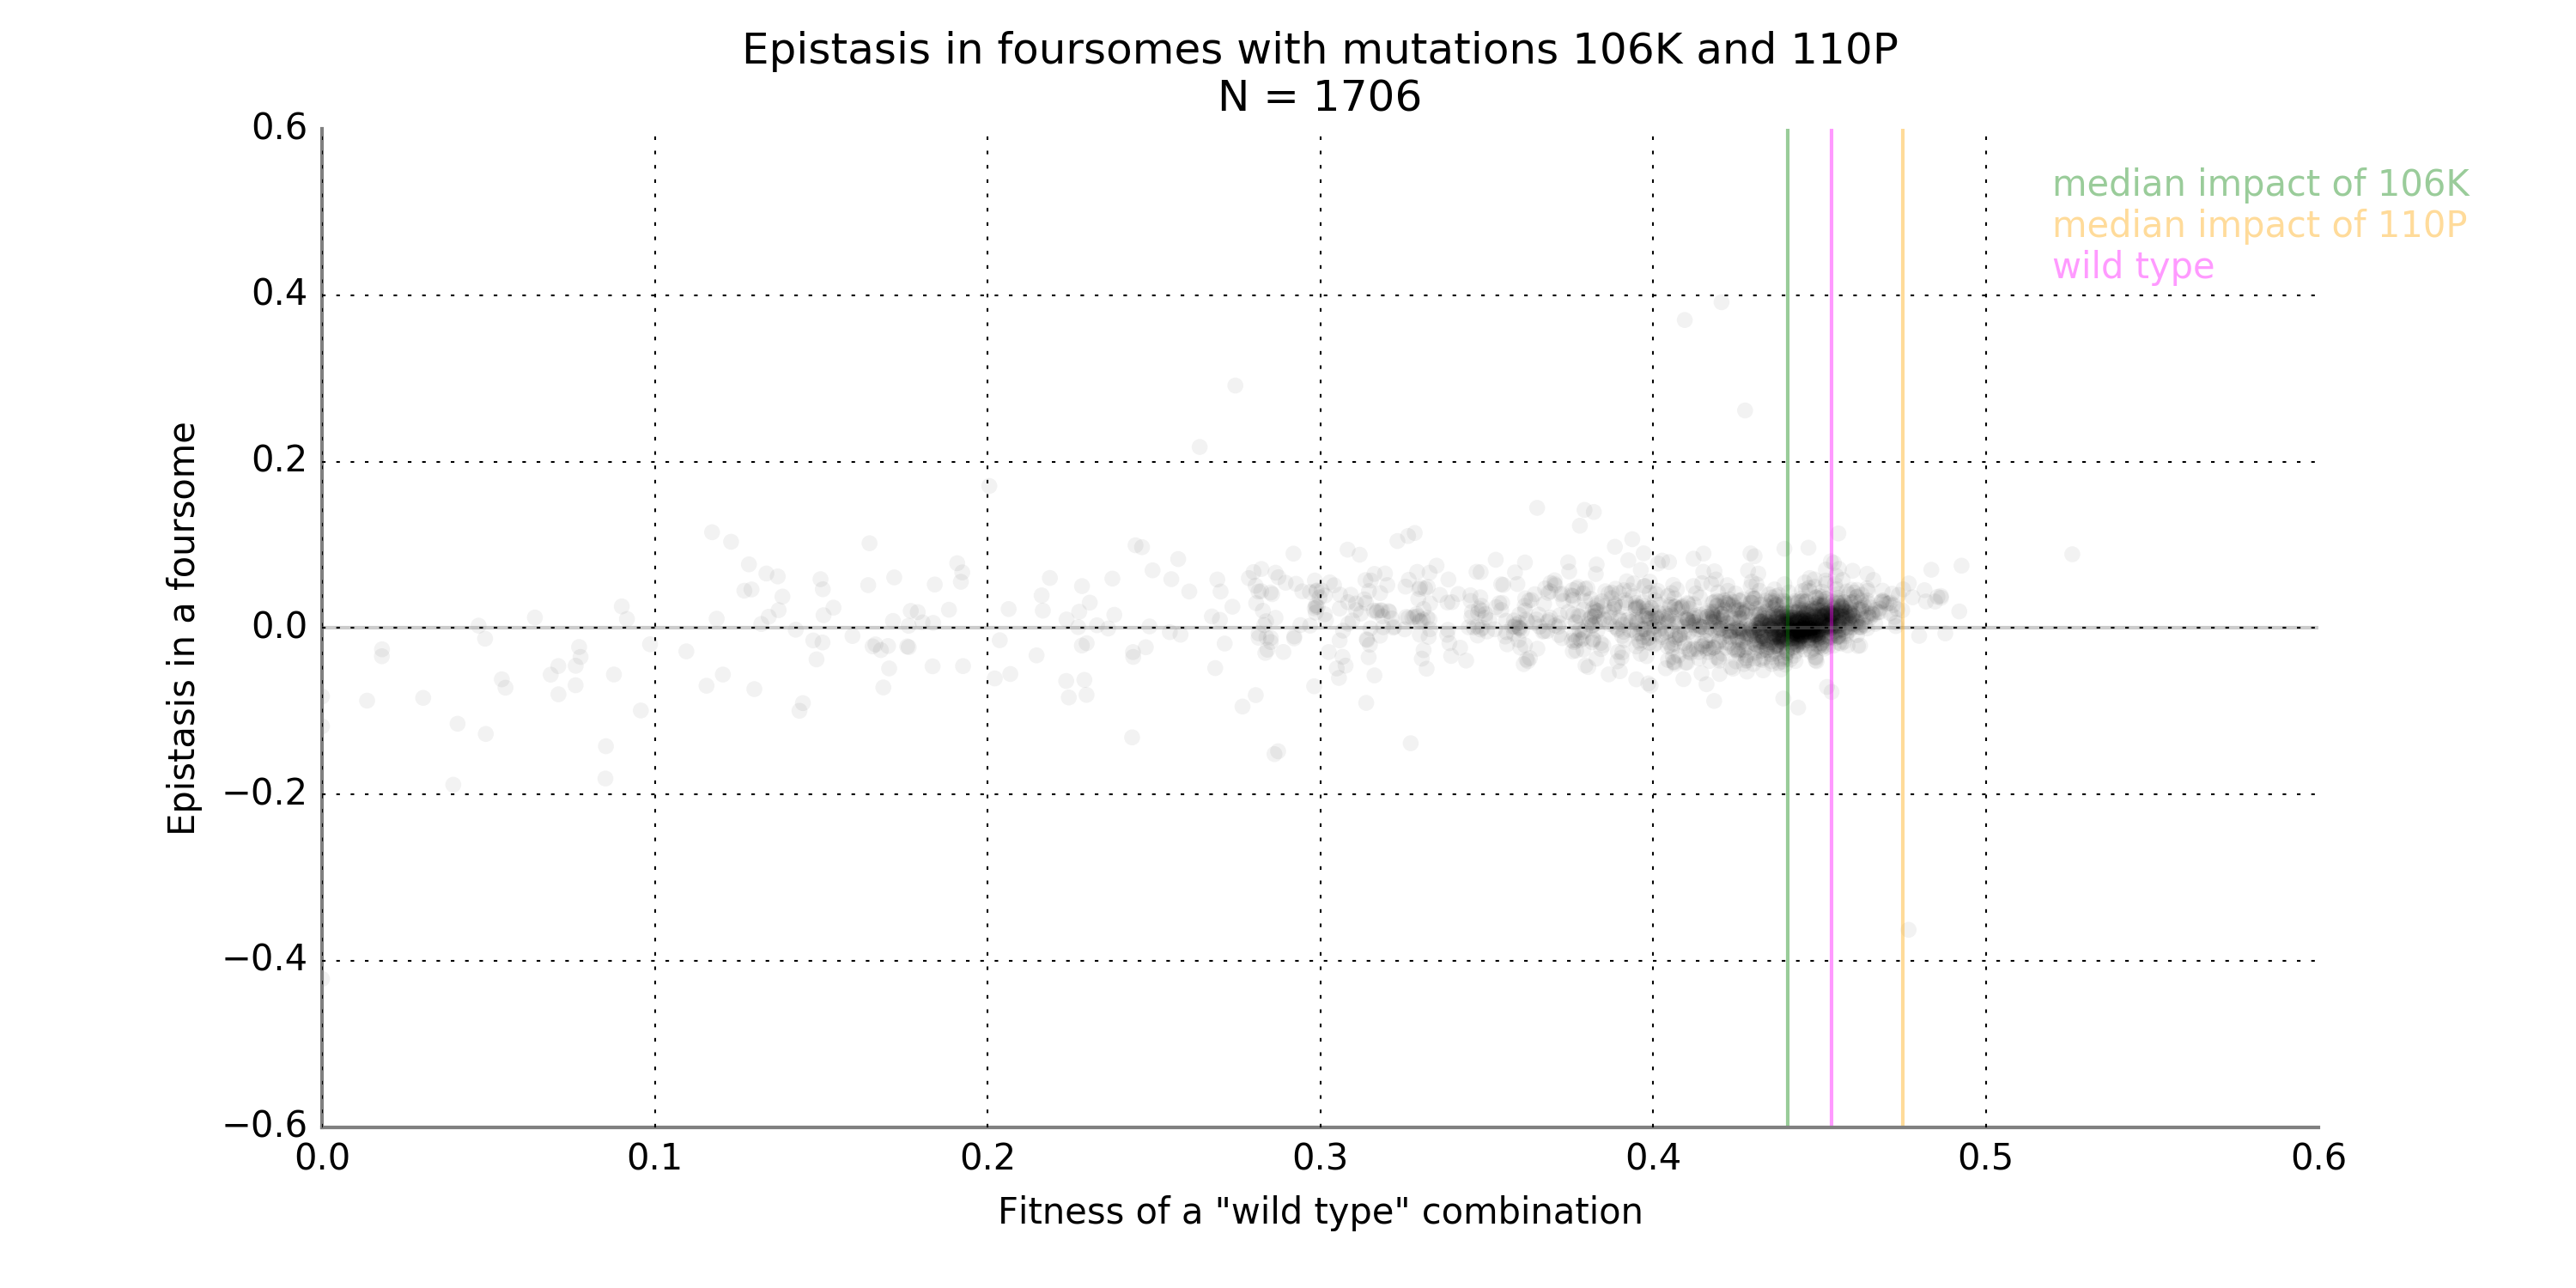 Epistasis in foursomes with mutations 106K and 110P
N = 1706
0.6
0.4
0.2
0.0
−0.2
−0.4
−0.6
Epistasis in a foursome
median impact of 106K
median impact of 110P
wild type
0.0 0.1 0.2 0.3 0.4 0.5 0.6
Fitness of a "wild type" combination